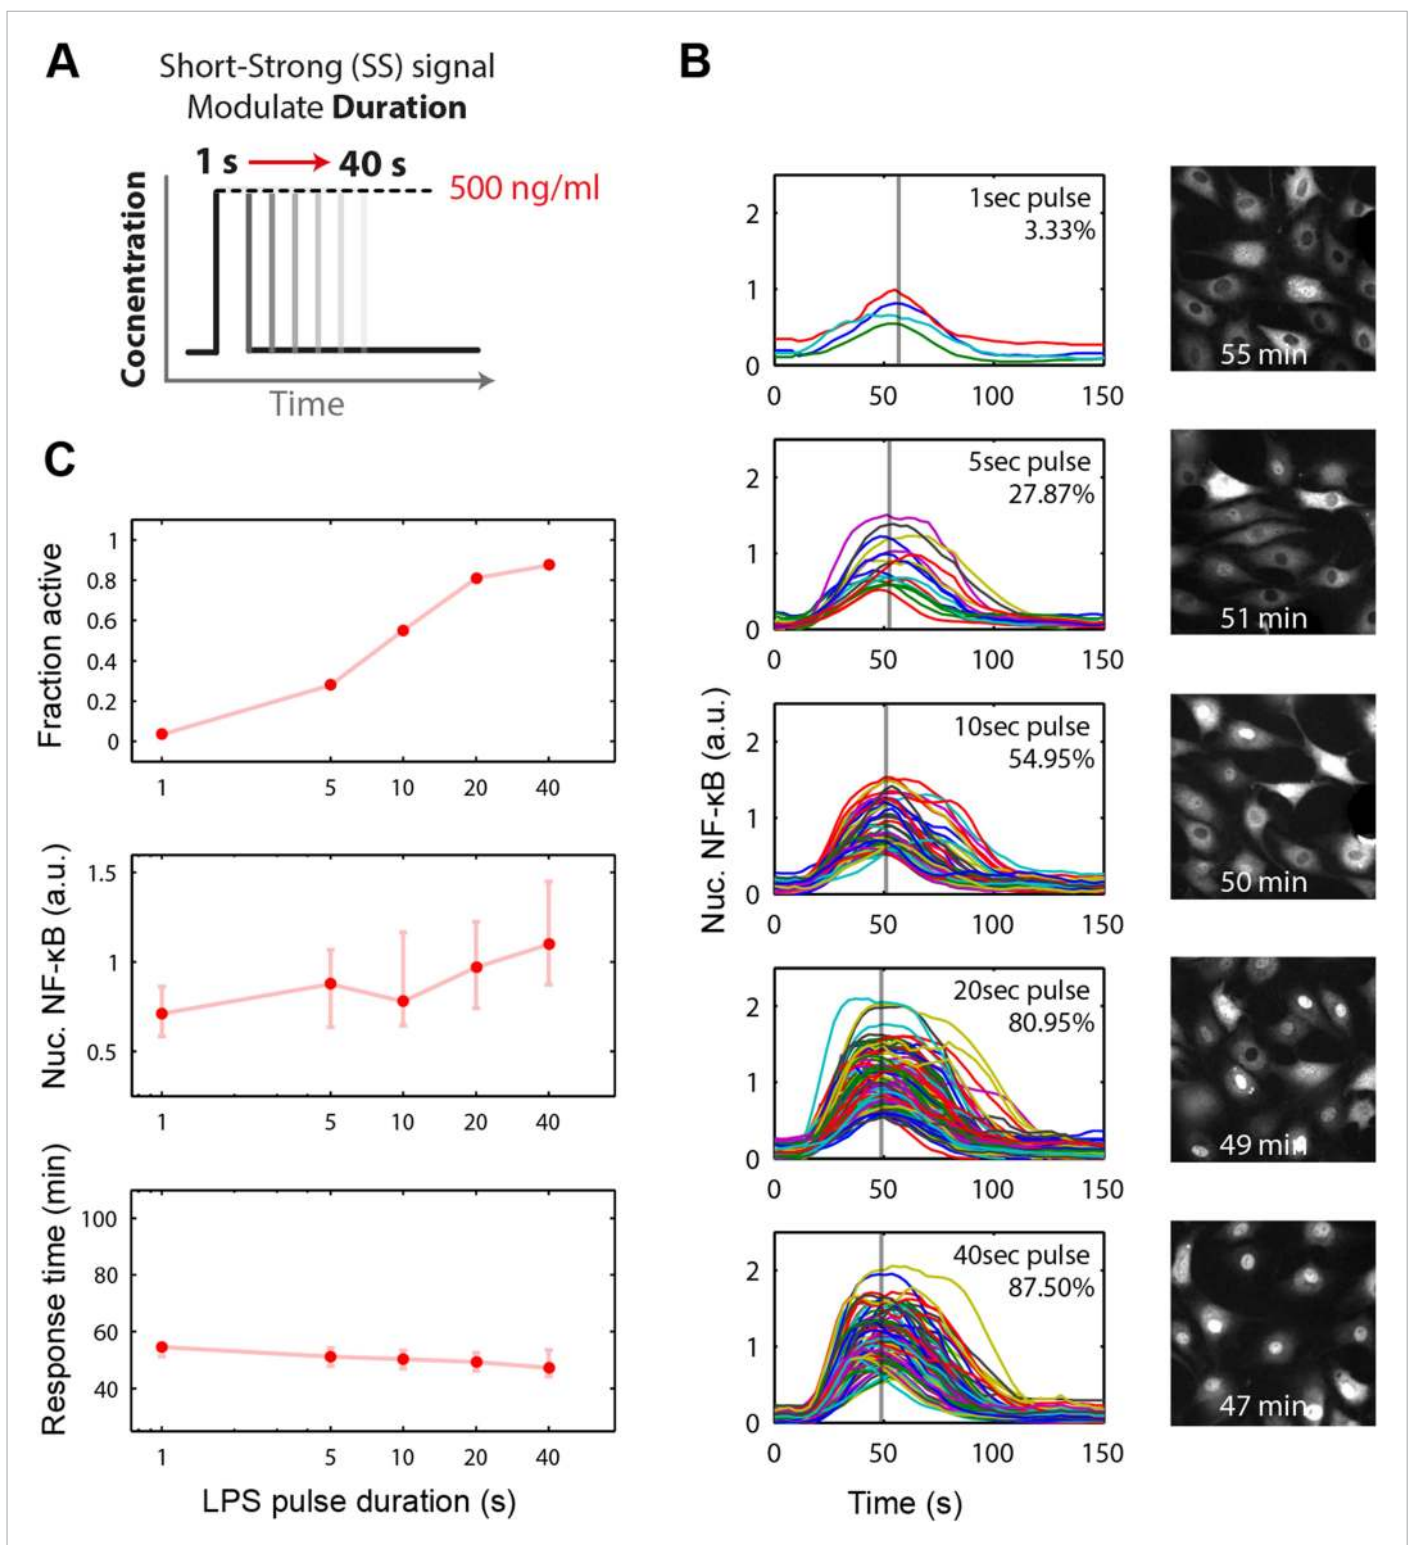 A
Short-Strong (SS) signal
Modulate Duration
1 s
40 s
500 ng/ml
Cocnentration
Time
B
Nuc. NF-κB (a.u.)
1sec pulse
3.33%
2
1
0
0 50 100 150
55 min
5sec pulse
27.87%
2
1
0
0 50 100 150
51 min
10sec pulse
54.95%
2
1
0
0 50 100 150
50 min
20sec pulse
80.95%
2
1
0
0 50 100 150
49 min
40sec pulse
87.50%
2
1
0
0 50 100 150
47 min
Time (s)
C
Fraction active
1
0.8
0.6
0.4
0.2
0
1 5 10 20 40
Nuc. NF-κB (a.u.)
1.5
1
0.5
1 5 10 20 40
Response time (min)
100
80
60
40
1 5 10 20 40
LPS pulse duration (s)